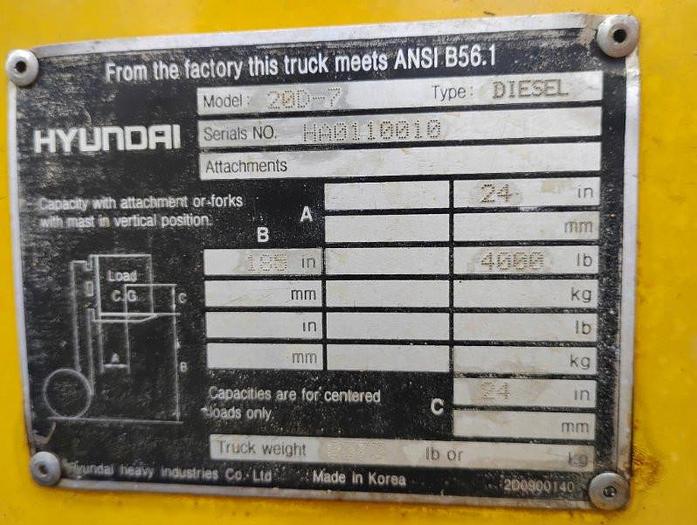 From the factory this truck meets ANSI B56.1
HYUNDAI
Model: 20D-7 Type: DIESEL
Serials NO. HA0110010
Attachments
Capacity with attachment or-forks
with mast in vertical position.
A 24 in
mm
B
195 in 4000 lb
mm kg
in lb
mm kg
Load
C.G.
C
A
B
Capacities are for centered
loads only.
C 24 in
mm
Truck weight lb or kg
Hyundai heavy industries Co. Ltd Made in Korea 2D0900140